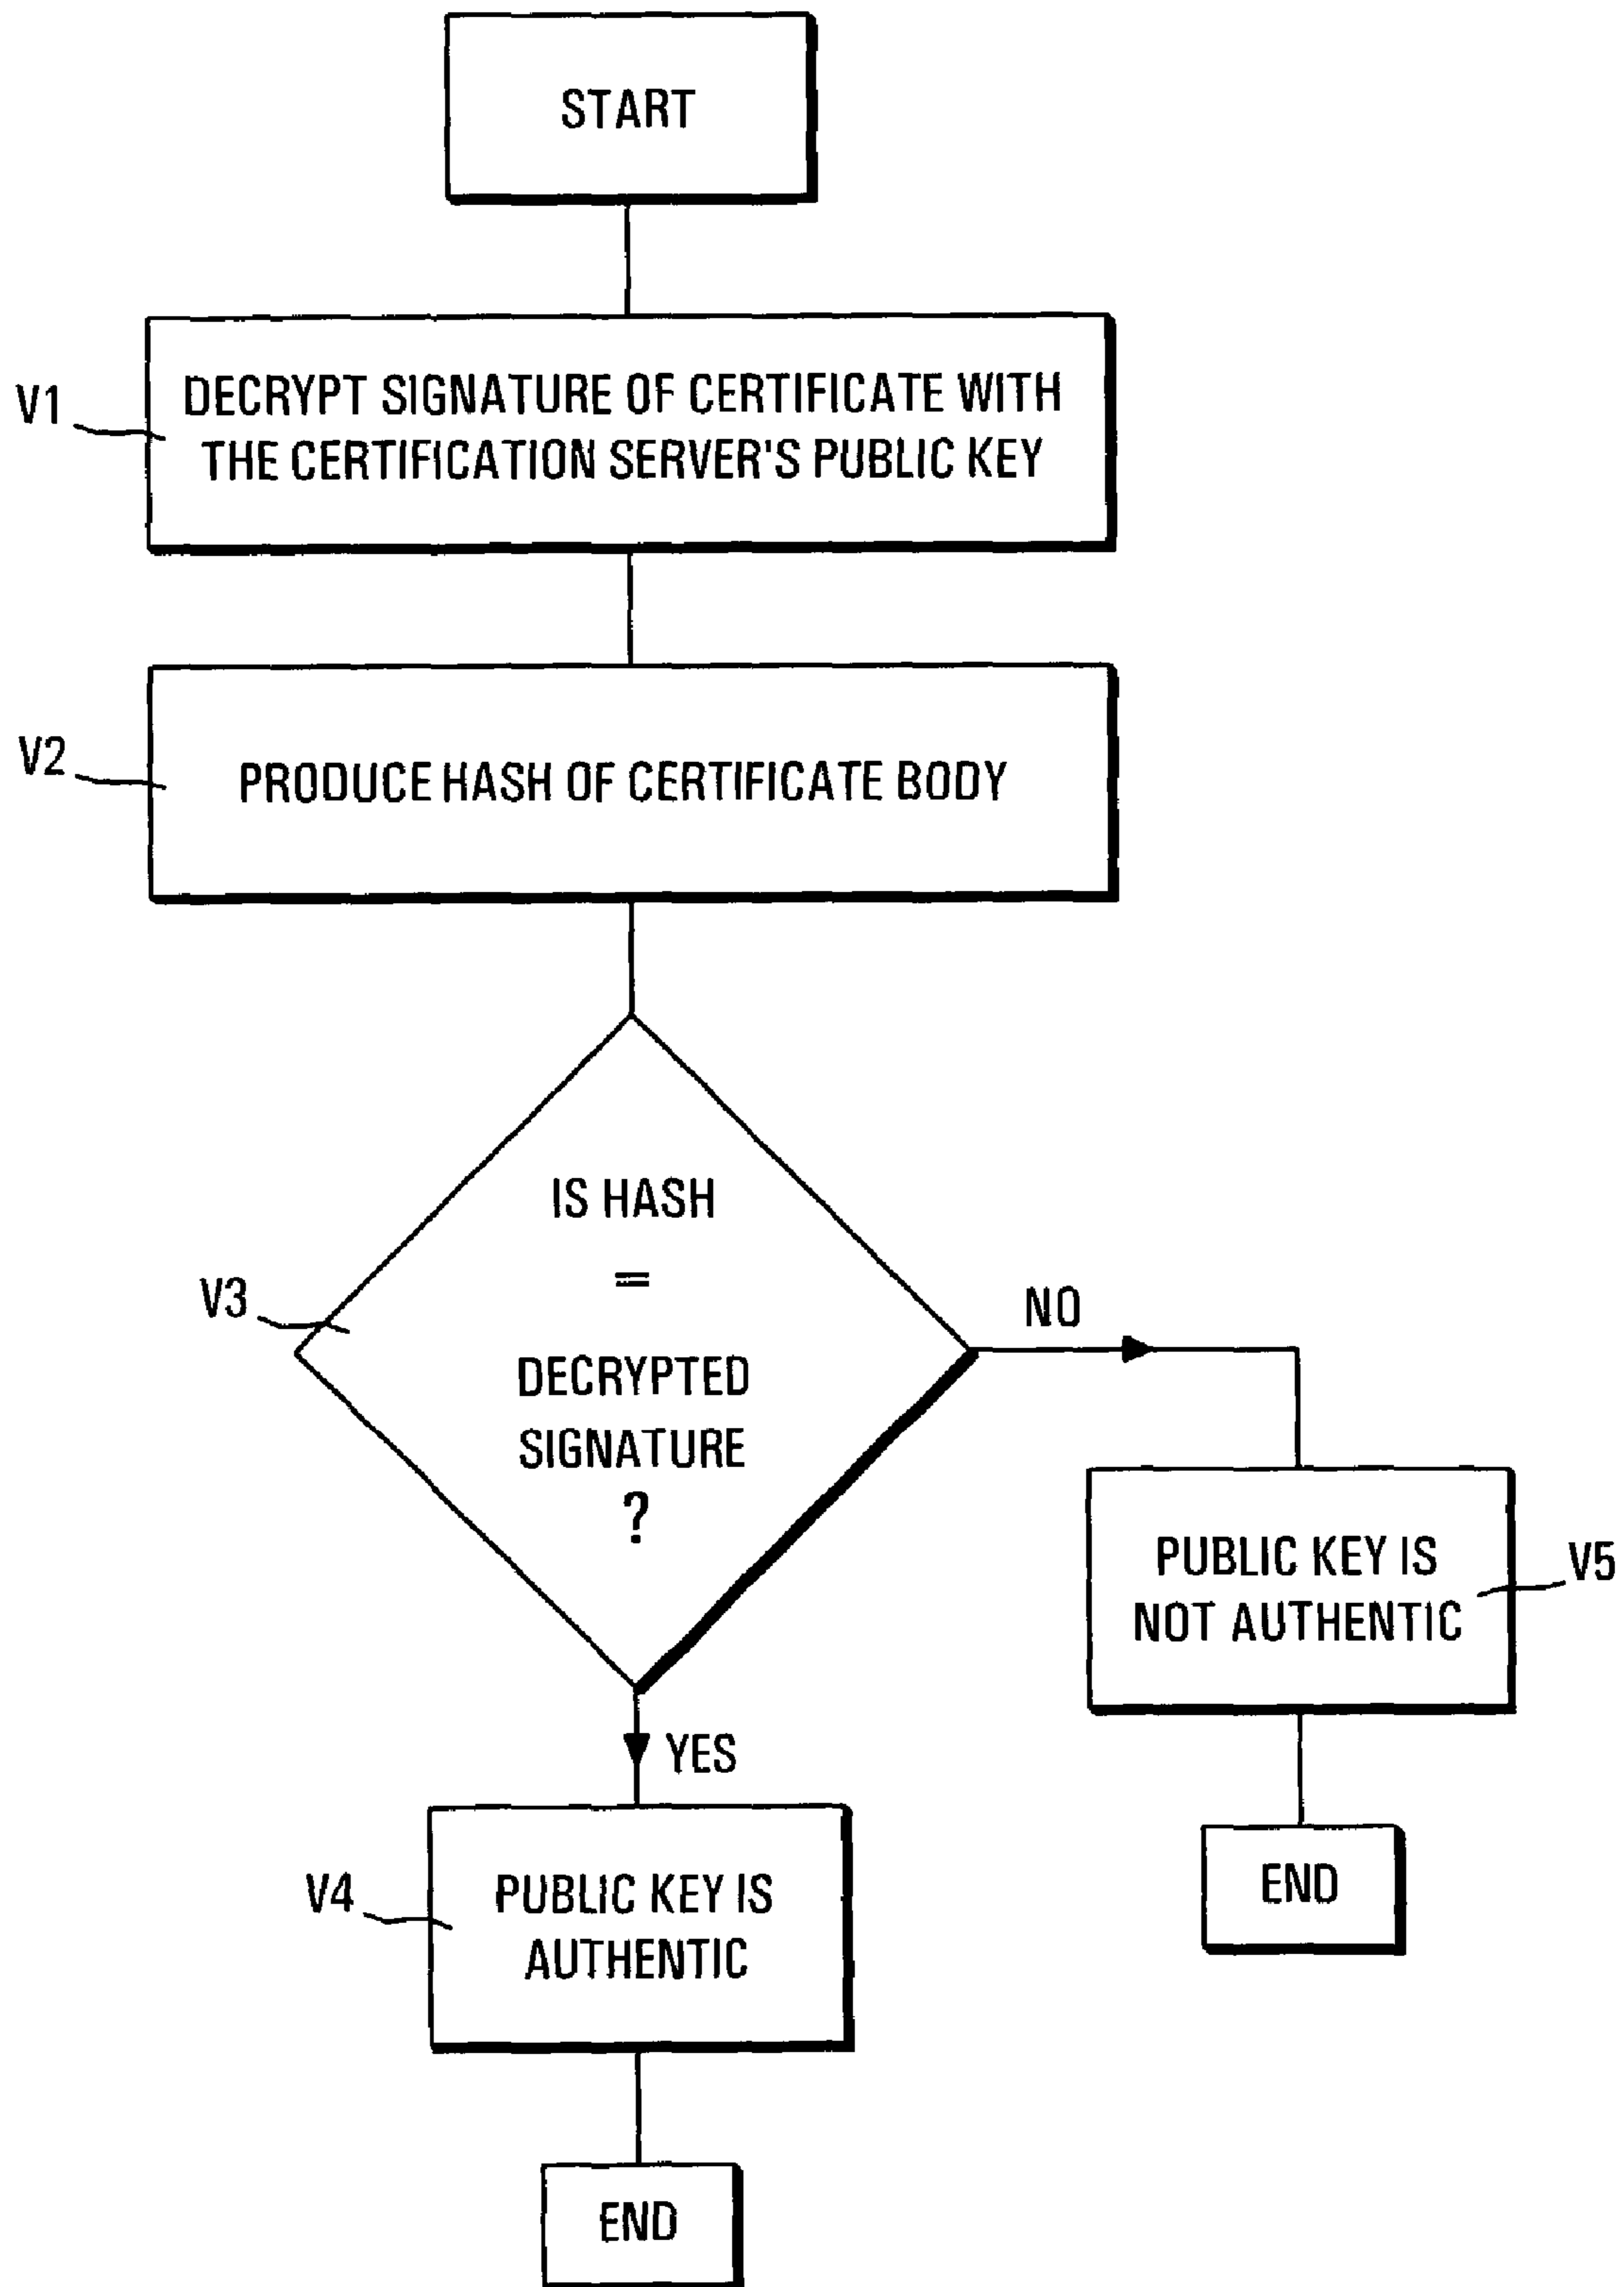 START
V1
DECRYPT SIGNATURE OF CERTIFICATE WITH
THE CERTIFICATION SERVER'S PUBLIC KEY
V2
PRODUCE HASH OF CERTIFICATE BODY
V3
IS HASH
=
DECRYPTED
SIGNATURE
?
NO
PUBLIC KEY IS
NOT AUTHENTIC
V5
END
YES
V4
PUBLIC KEY IS
AUTHENTIC
END